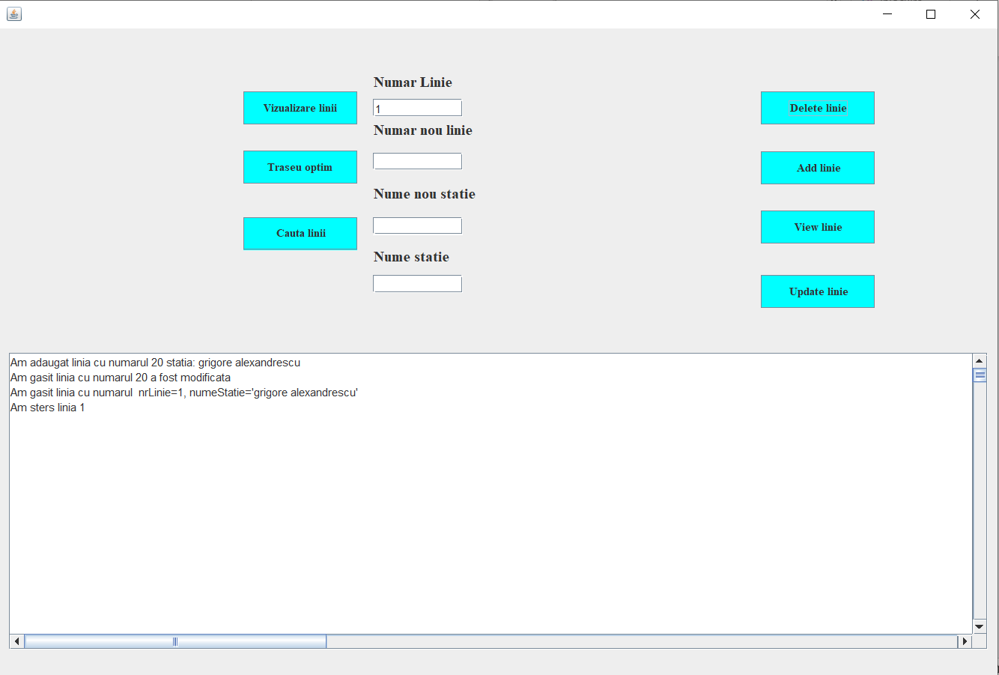 Numar Linie
Vizualizare linii
1
Delete linie
Numar nou linie
Traseu optim
Add linie
Nume nou statie
Cauta linii
View linie
Nume statie
Update linie
Am adaugat linia cu numarul 20 statia: grigore alexandrescu
Am gasit linia cu numarul 20 a fost modificata
Am gasit linia cu numarul  nrLinie=1, numeStatie='grigore alexandrescu'
Am sters linia 1